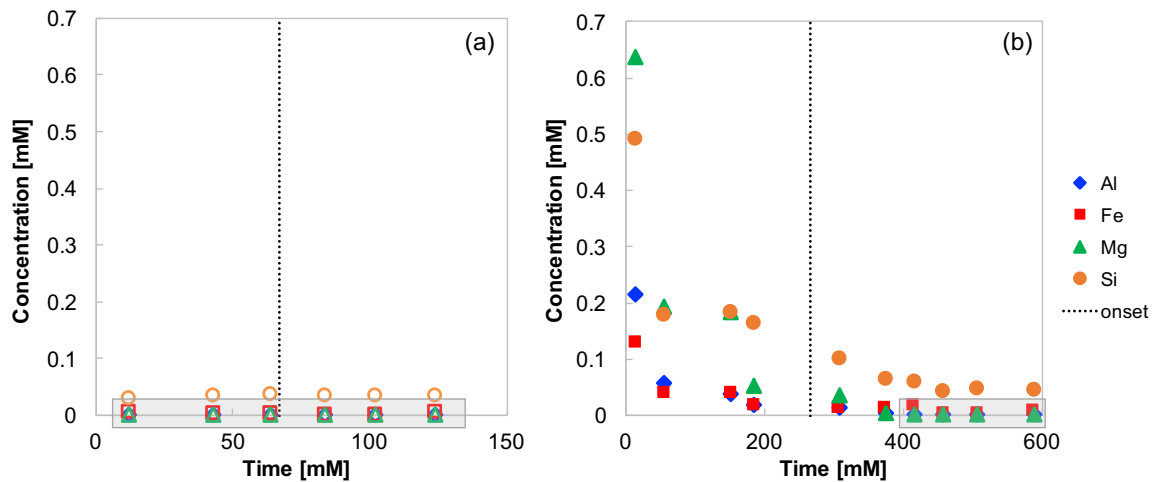 (a)
Concentration [mM]
0.7
0.6
0.5
0.4
0.3
0.2
0.1
0
0 50 100 150
Time [mM]
(b)
Concentration [mM]
0.7
0.6
0.5
0.4
0.3
0.2
0.1
0
0 200 400 600
Time [mM]
Al
Fe
Mg
Si
onset